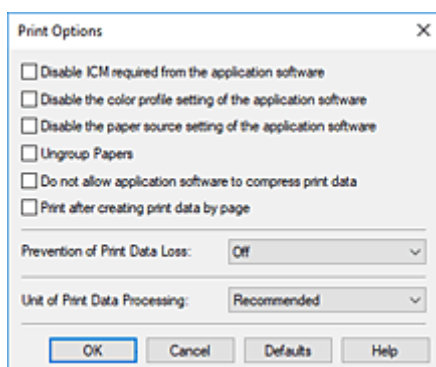 Print Options
Disable ICM required from the application software
Disable the color profile setting of the application software
Disable the paper source setting of the application software
Ungroup Papers
Do not allow application software to compress print data
Print after creating print data by page
Prevention of Print Data Loss: Off
Unit of Print Data Processing: Recommended
OK Cancel Defaults Help